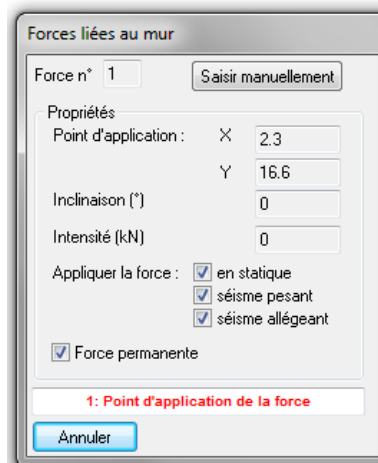 Forces liées au mur
Force n° 1 Saisir manuellement
Propriétés
Point d'application : X 2.3
Y 16.6
Inclinaison (°) 0
Intensité (kN) 0
Appliquer la force : en statique
séisme pesant
séisme allégeant
Force permanente
1: Point d'application de la force
Annuler